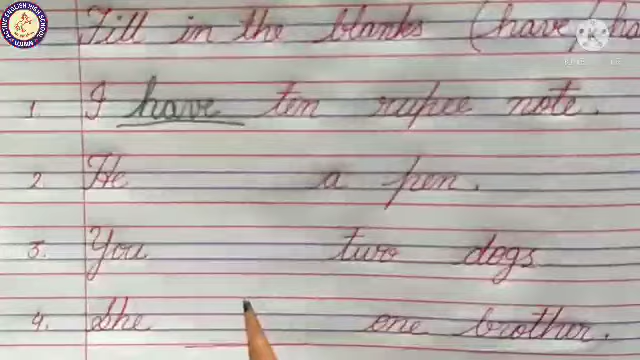 Fill in the blanks (have/ha
1. I have ten rupee note.
2. He a pen.
3. You two dogs
4. She one brother.